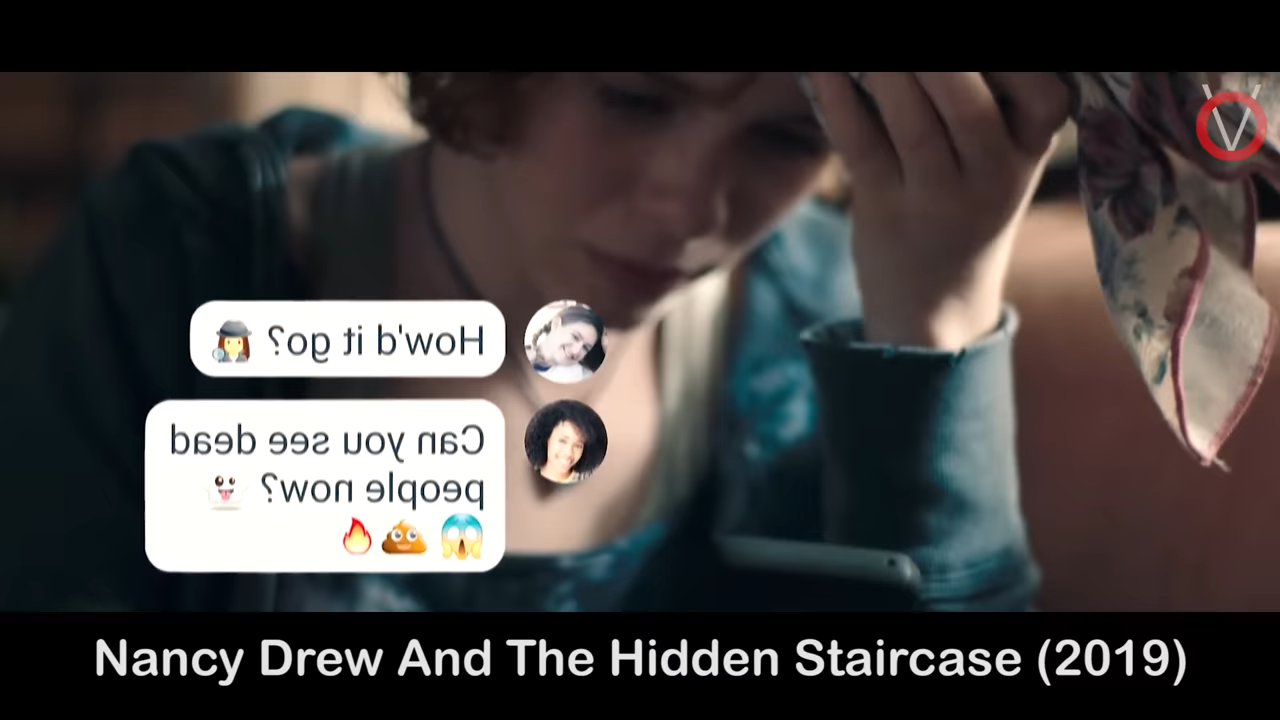 How'd it go? 🕵️‍♀️
Can you see dead
people now? 👻
😱 💩 🔥
Nancy Drew And The Hidden Staircase (2019)